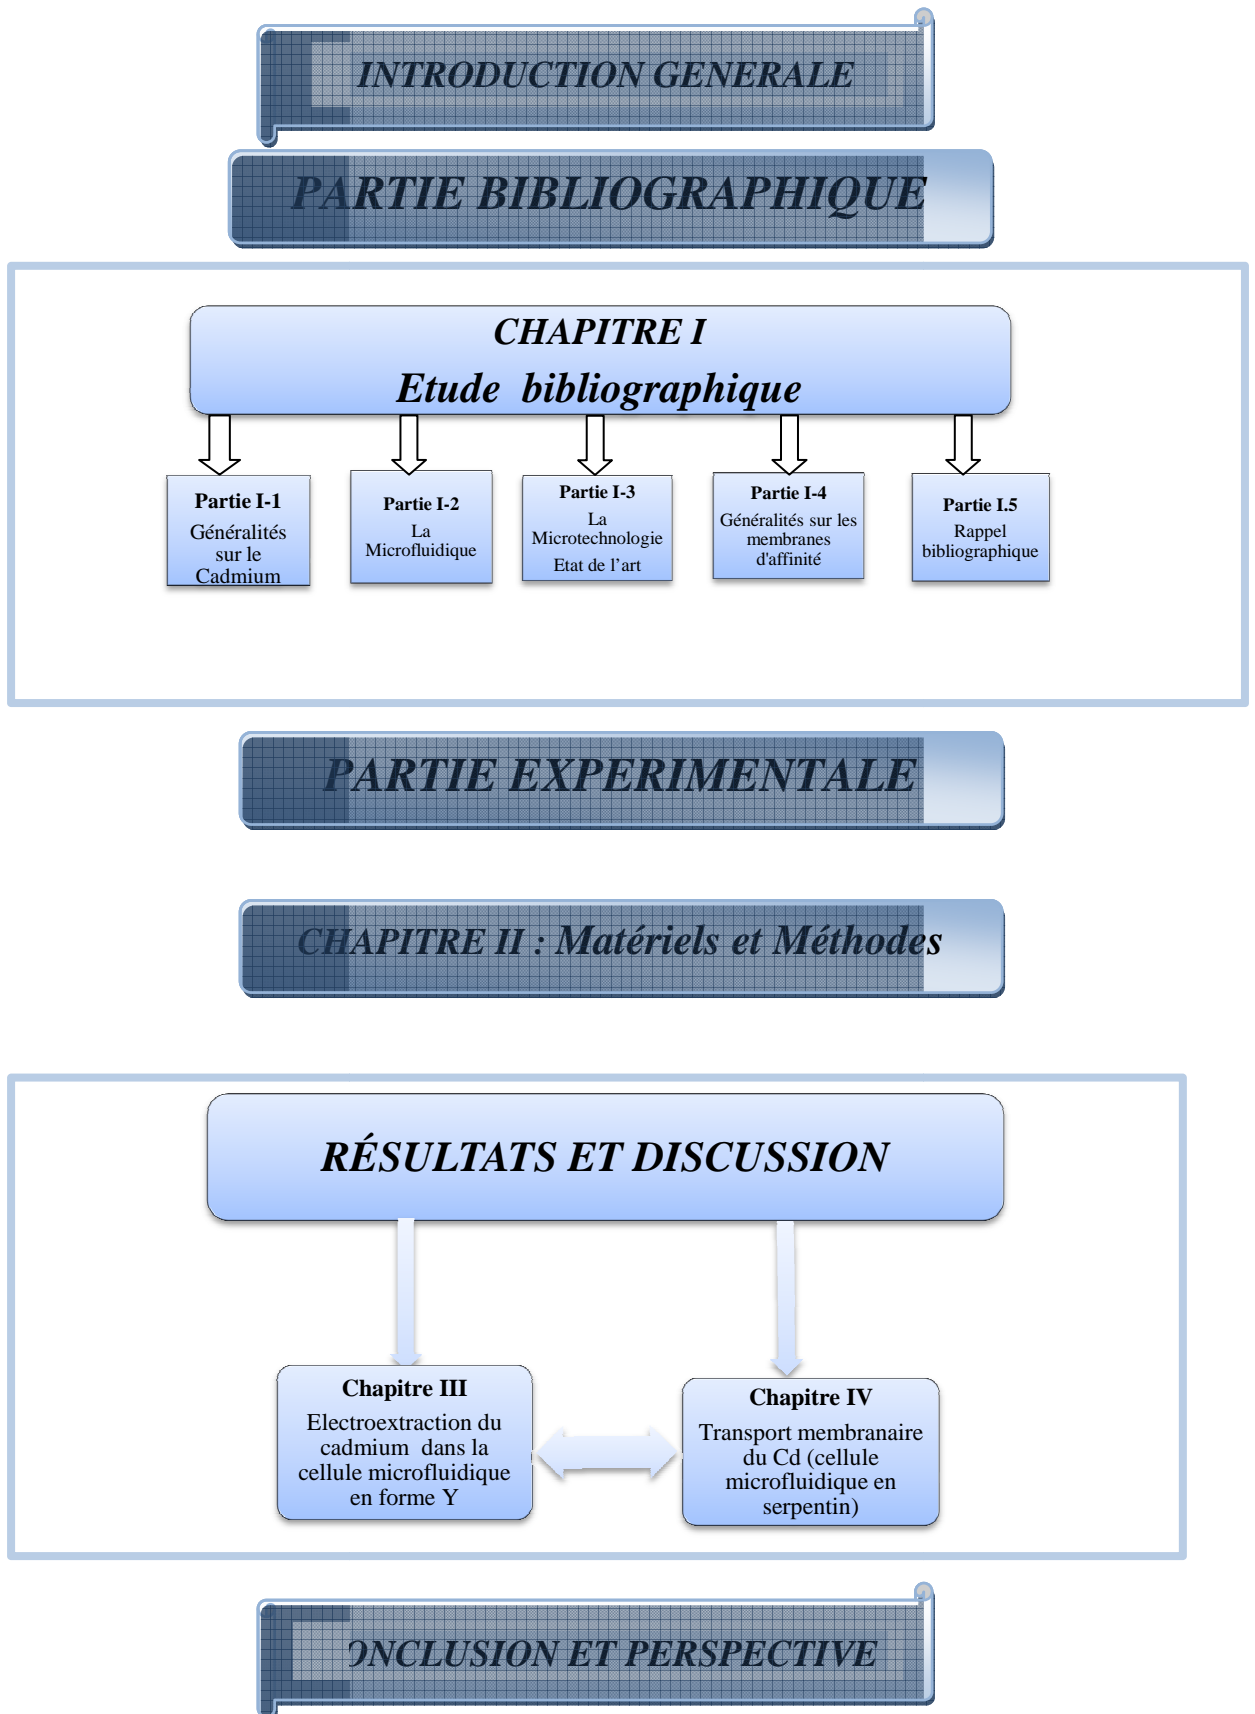 INTRODUCTION GENERALE
PARTIE BIBLIOGRAPHIQUE
CHAPITRE I
Etude bibliographique
Partie I-1
Généralités
sur le
Cadmium
Partie I-2
La
Microfluidique
Partie I-3
La
Microtechnologie
Etat de l’art
Partie I-4
Généralités sur les
membranes
d'affinité
Partie I.5
Rappel
bibliographique
PARTIE EXPERIMENTALE
CHAPITRE II : Matériels et Méthodes
RÉSULTATS ET DISCUSSION
Chapitre III
Electroextraction du
cadmium dans la
cellule microfluidique
en forme Y
Chapitre IV
Transport membranaire
du Cd (cellule
microfluidique en
serpentin)
ONCLUSION ET PERSPECTIVE